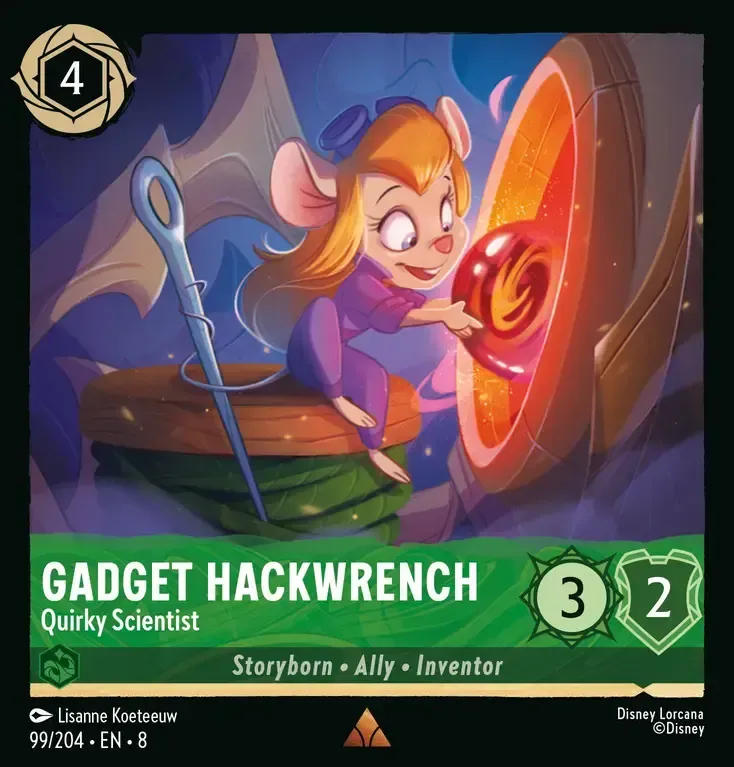 4
GADGET HACKWRENCH
Quirky Scientist
3
2
Storyborn • Ally • Inventor
Lisanne Koeteeuw
Disney Lorcana
99/204 • EN • 8
©Disney